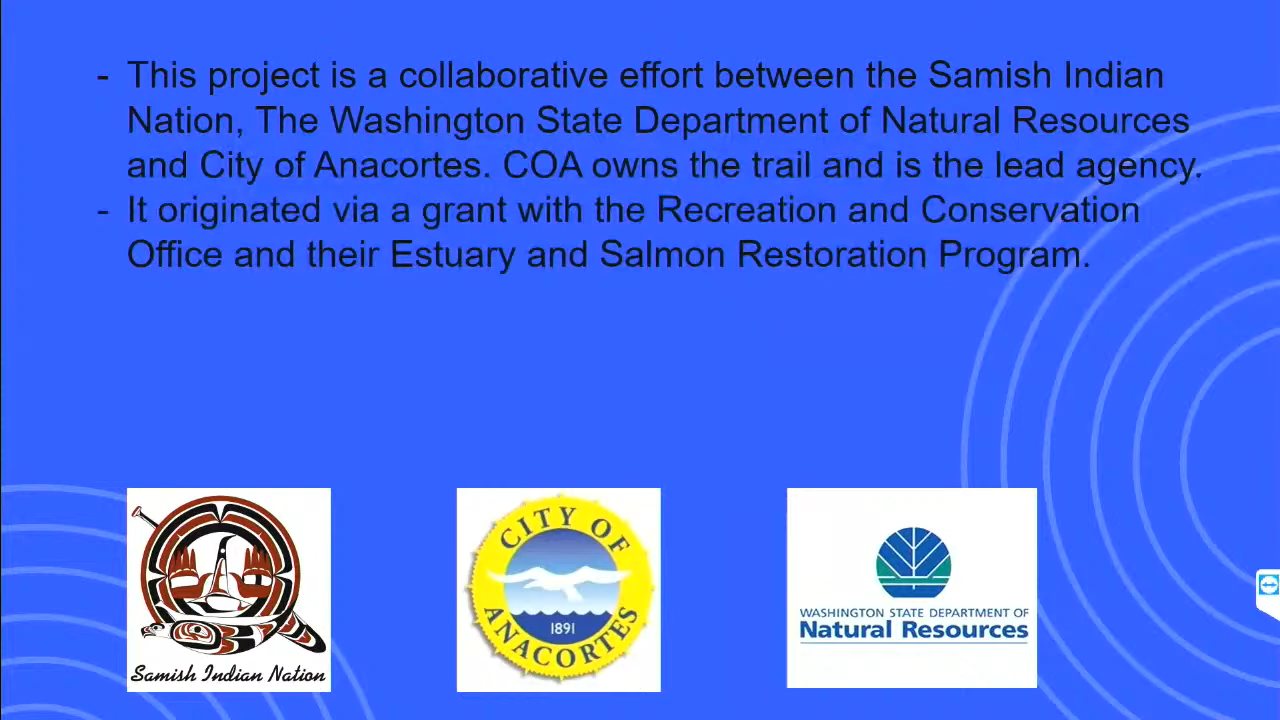 - This project is a collaborative effort between the Samish Indian
Nation, The Washington State Department of Natural Resources
and City of Anacortes. COA owns the trail and is the lead agency.
- It originated via a grant with the Recreation and Conservation
Office and their Estuary and Salmon Restoration Program.
Samish Indian Nation
CITY OF
1891
ANACORTES
WASHINGTON STATE DEPARTMENT OF
Natural Resources